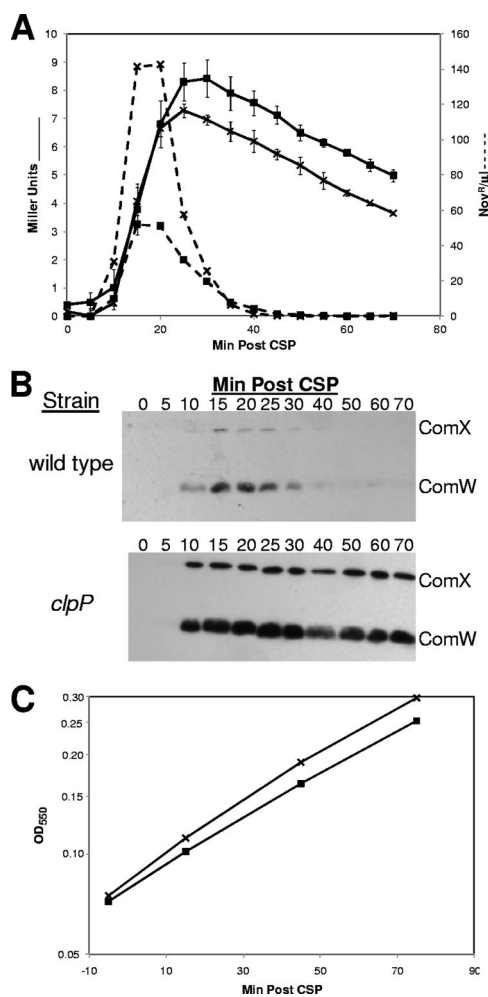 A
10
9
8
7
6
5
4
3
2
1
0
Miller Units
160
140
120
100
80
60
40
20
0
Nov^R/µl
0 20 40 60 80
Min Post CSP
B
Strain
Min Post CSP
0 5 10 15 20 25 30 40 50 60 70
wild type
ComX
ComW
0 5 10 15 20 25 30 40 50 60 70
clpP
ComX
ComW
C
0.30
0.25
0.20
0.15
0.10
0.05
OD550
-10 10 30 50 70 90
Min Post CSP